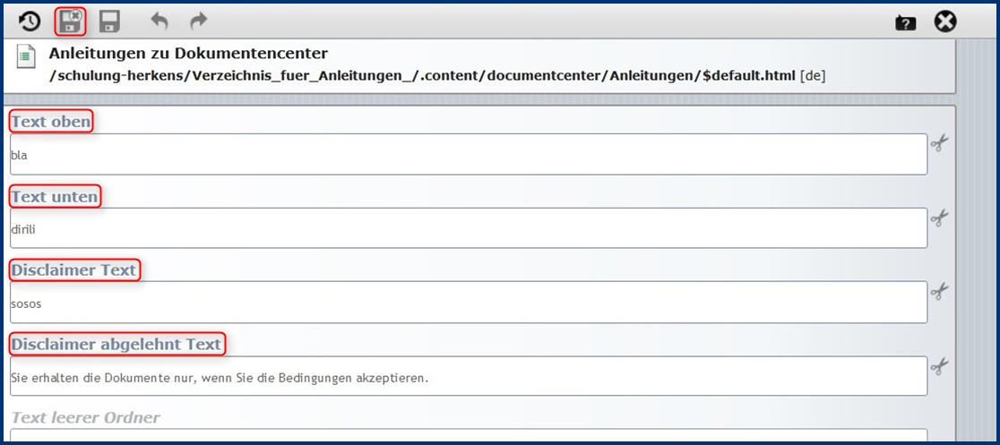 Anleitungen zu Dokumentencenter
/schulung-herkens/Verzeichnis_fuer_Anleitungen_/.content/documentcenter/Anleitungen/$default.html [de]
Text oben
bla
Text unten
dirili
Disclaimer Text
sosos
Disclaimer abgelehnt Text
Sie erhalten die Dokumente nur, wenn Sie die Bedingungen akzeptieren.
Text leerer Ordner